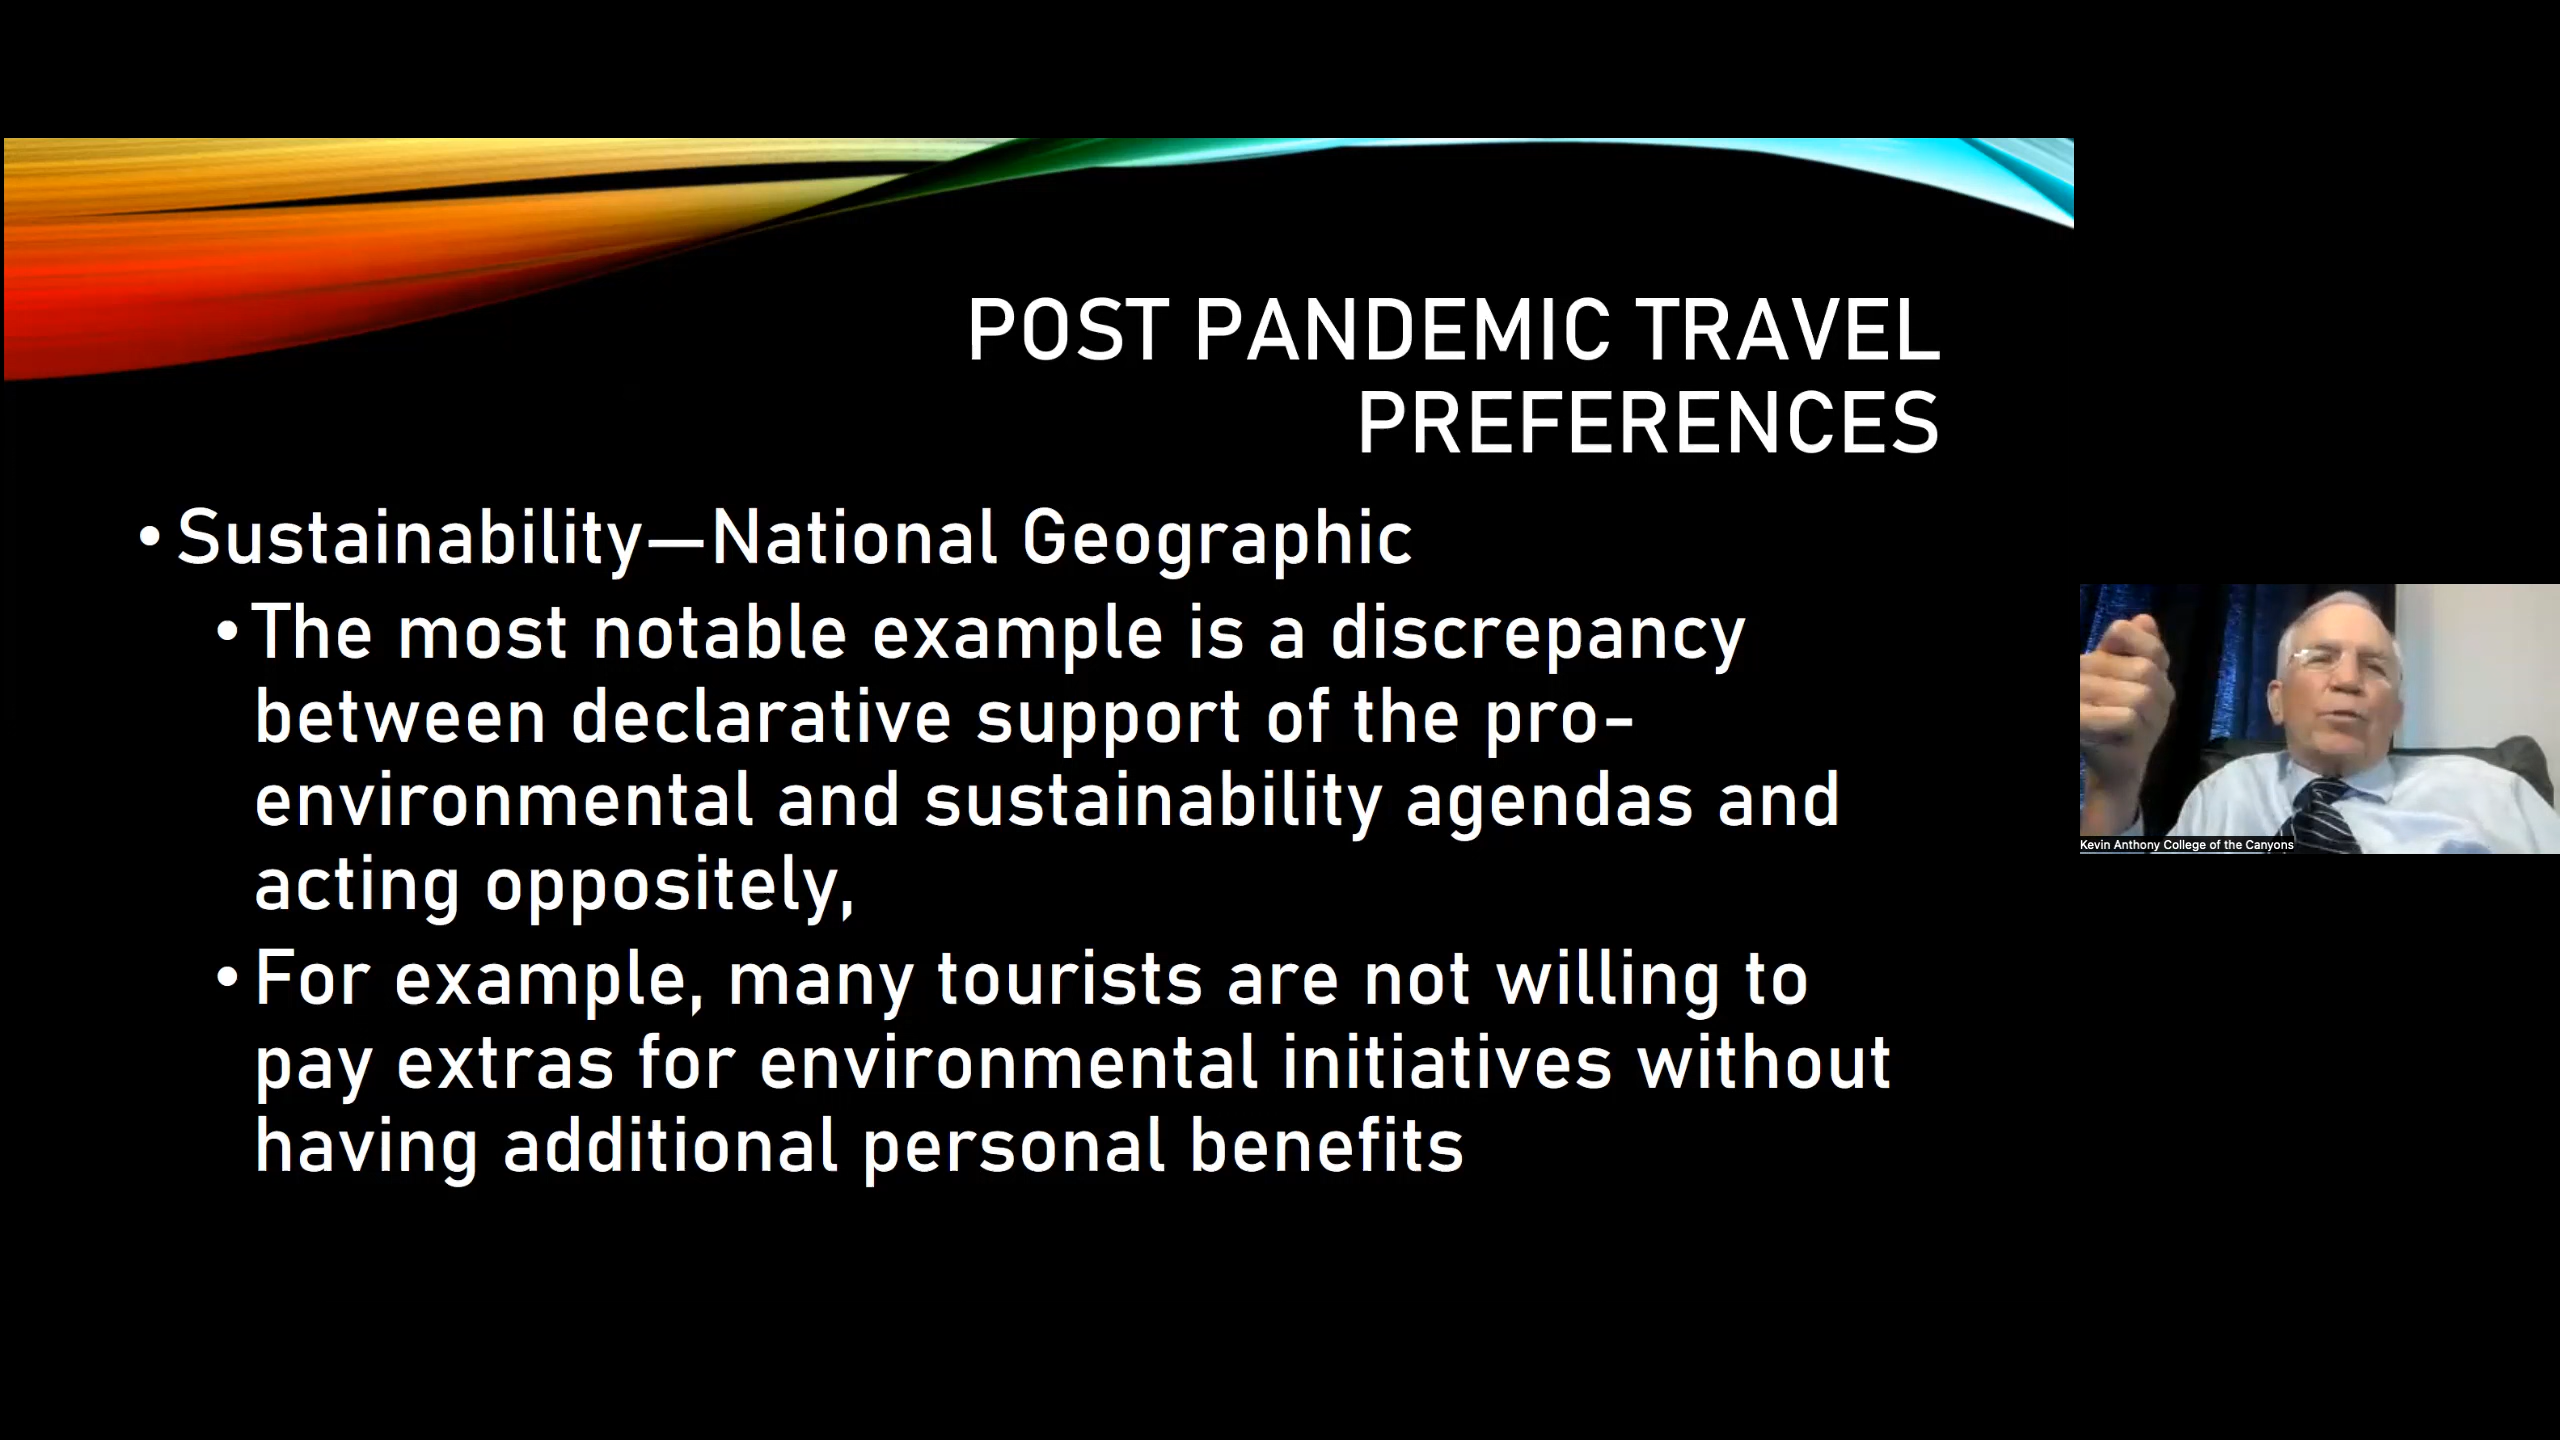 POST PANDEMIC TRAVEL
PREFERENCES
• Sustainability—National Geographic
• The most notable example is a discrepancy
between declarative support of the pro-
environmental and sustainability agendas and
acting oppositely,
• For example, many tourists are not willing to
pay extras for environmental initiatives without
having additional personal benefits
Kevin Anthony College of the Canyons